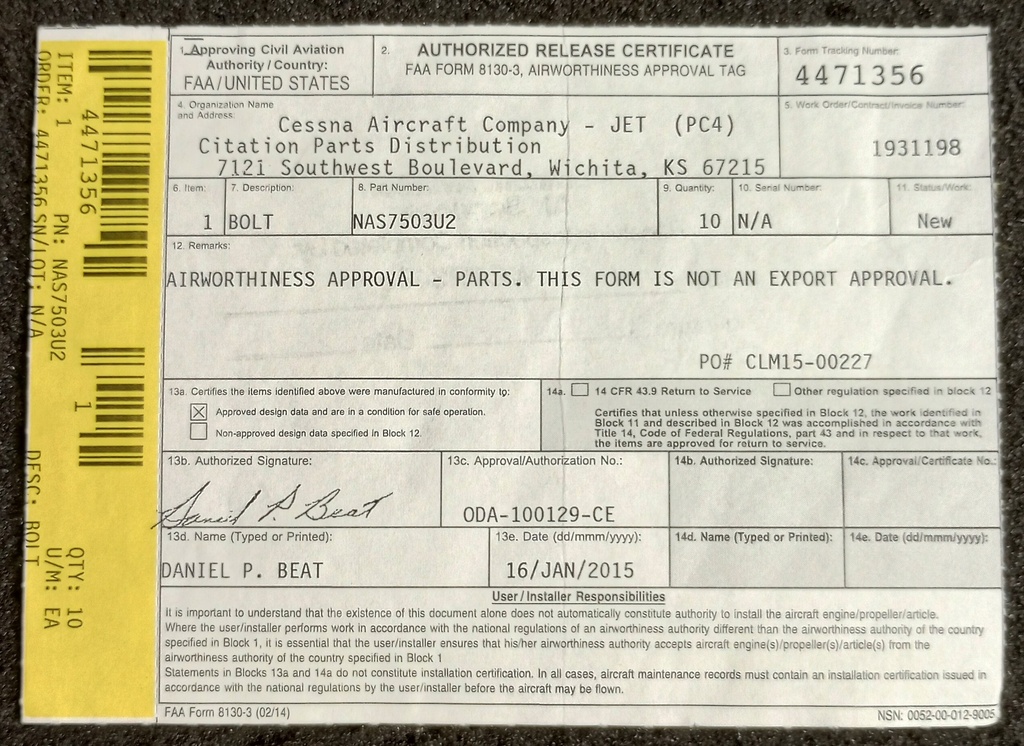 ITEM: 1
4471356
PN: NAS7503U2
ORDER: 4471356 SN/LOT: N/A
1
QTY: 10
U/M: EA
DESC: BOLT
1. Approving Civil Aviation
Authority / Country:
FAA/UNITED STATES
2.
AUTHORIZED RELEASE CERTIFICATE
FAA FORM 8130-3, AIRWORTHINESS APPROVAL TAG
3. Form Tracking Number:
4471356
4. Organization Name
and Address:
Cessna Aircraft Company - JET (PC4)
Citation Parts Distribution
7121 Southwest Boulevard, Wichita, KS 67215
5. Work Order/Contract/Invoice Number:
1931198
6. Item:
1
7. Description:
BOLT
8. Part Number:
NAS7503U2
9. Quantity:
10
10. Serial Number:
N/A
11. Status/Work:
New
12. Remarks:
AIRWORTHINESS APPROVAL - PARTS. THIS FORM IS NOT AN EXPORT APPROVAL.
PO# CLM15-00227
13a. Certifies the items identified above were manufactured in conformity to:
Approved design data and are in a condition for safe operation.
Non-approved design data specified in Block 12.
14a. 14 CFR 43.9 Return to Service Other regulation specified in block 12
Certifies that unless otherwise specified in Block 12, the work identified in
Block 11 and described in Block 12 was accomplished in accordance with
Title 14, Code of Federal Regulations, part 43 and in respect to that work,
the items are approved for return to service.
13b. Authorized Signature:
Daniel P. Beat
13c. Approval/Authorization No.:
ODA-100129-CE
14b. Authorized Signature:
14c. Approval/Certificate No.:
13d. Name (Typed or Printed):
DANIEL P. BEAT
13e. Date (dd/mmm/yyyy):
16/JAN/2015
14d. Name (Typed or Printed):
14e. Date (dd/mmm/yyyy):
User/Installer Responsibilities
It is important to understand that the existence of this document alone does not automatically constitute authority to install the aircraft engine/propeller/article.
Where the user/installer performs work in accordance with the national regulations of an airworthiness authority different than the airworthiness authority of the country
specified in Block 1, it is essential that the user/installer ensures that his/her airworthiness authority accepts aircraft engine(s)/propeller(s)/article(s) from the
airworthiness authority of the country specified in Block 1
Statements in Blocks 13a and 14a do not constitute installation certification. In all cases, aircraft maintenance records must contain an installation certification issued in
accordance with the national regulations by the user/installer before the aircraft may be flown.
FAA Form 8130-3 (02/14)
NSN: 0052-00-012-9005